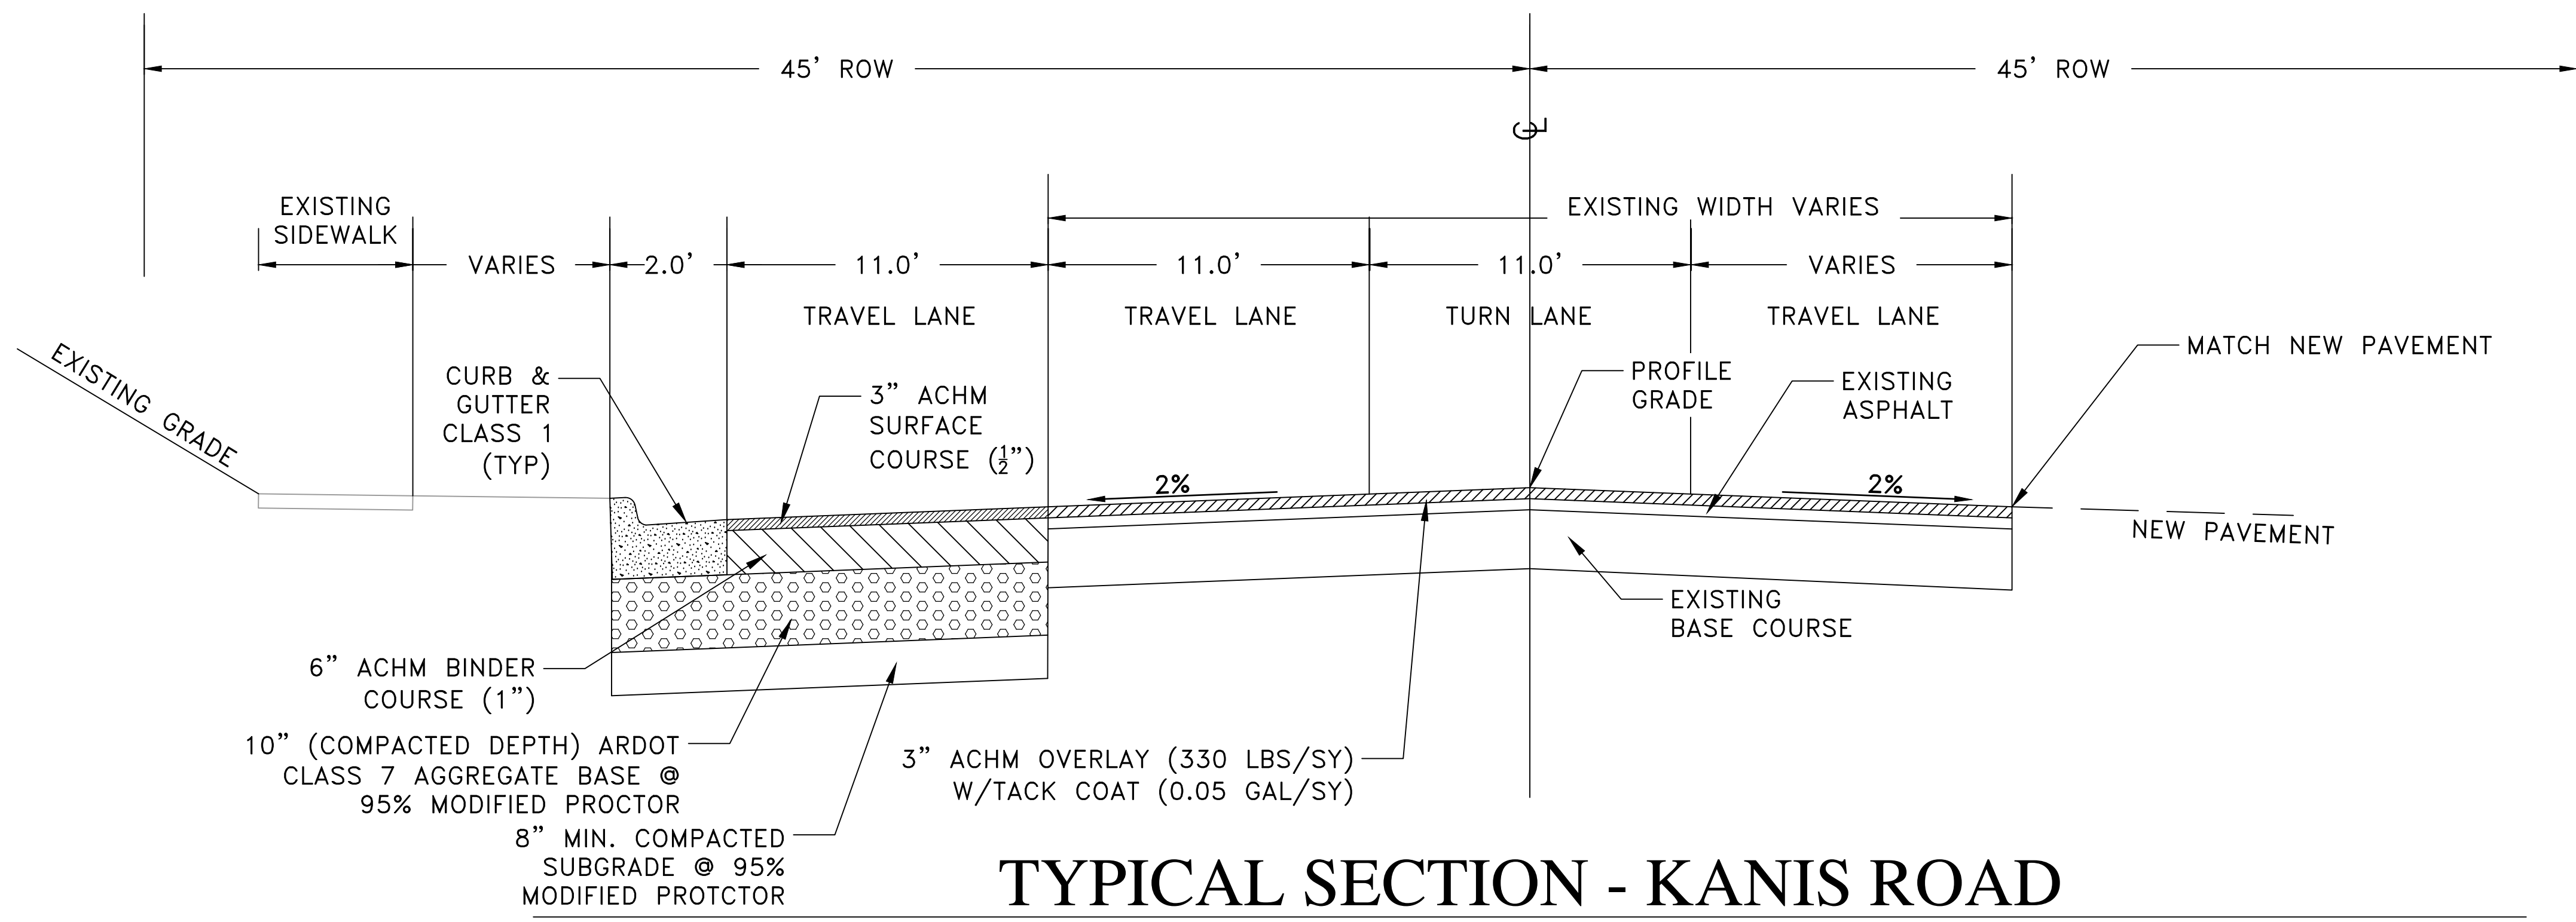 45' ROW
45' ROW
℄
EXISTING
SIDEWALK
EXISTING WIDTH VARIES
VARIES
2.0'
11.0'
11.0'
11.0'
VARIES
TRAVEL LANE
TRAVEL LANE
TURN LANE
TRAVEL LANE
EXISTING GRADE
CURB &
GUTTER
CLASS 1
(TYP)
3” ACHM
SURFACE
COURSE (½”)
PROFILE
GRADE
EXISTING
ASPHALT
MATCH NEW PAVEMENT
2%
2%
NEW PAVEMENT
EXISTING
BASE COURSE
6” ACHM BINDER
COURSE (1”)
10” (COMPACTED DEPTH) ARDOT
CLASS 7 AGGREGATE BASE @
95% MODIFIED PROCTOR
3” ACHM OVERLAY (330 LBS/SY)
W/TACK COAT (0.05 GAL/SY)
8” MIN. COMPACTED
SUBGRADE @ 95%
MODIFIED PROTCTOR
TYPICAL SECTION - KANIS ROAD